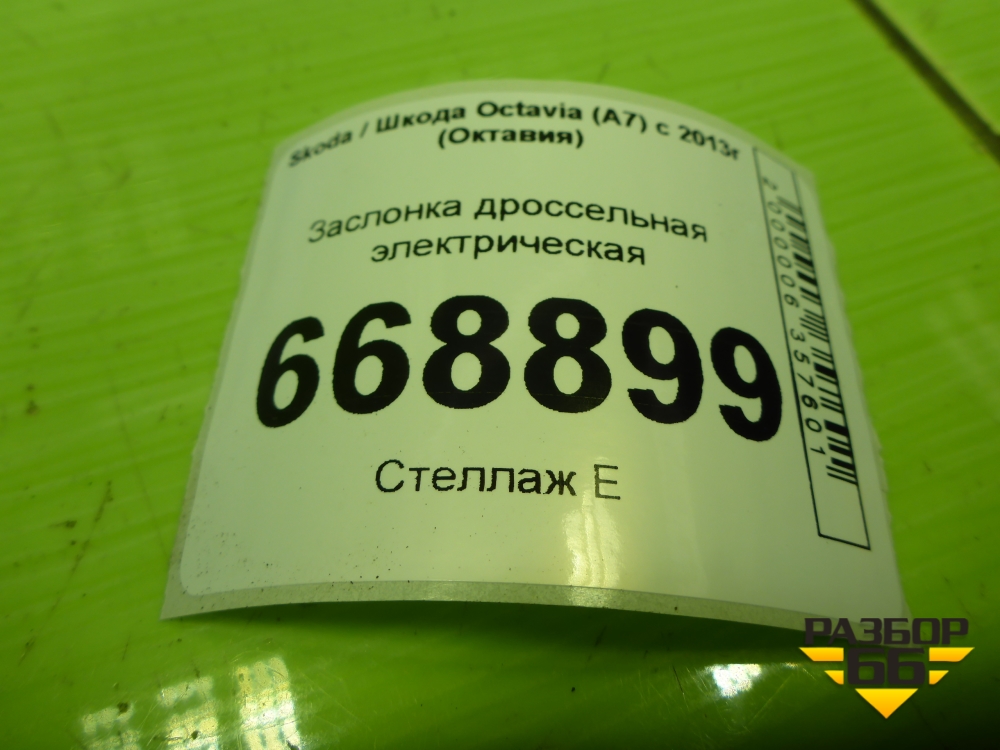 Skoda / Шкода Octavia (A7) с 2013г
(Октавия)
Заслонка дроссельная
электрическая
668899
Стеллаж Е
2000006357601
РАЗБОР
66